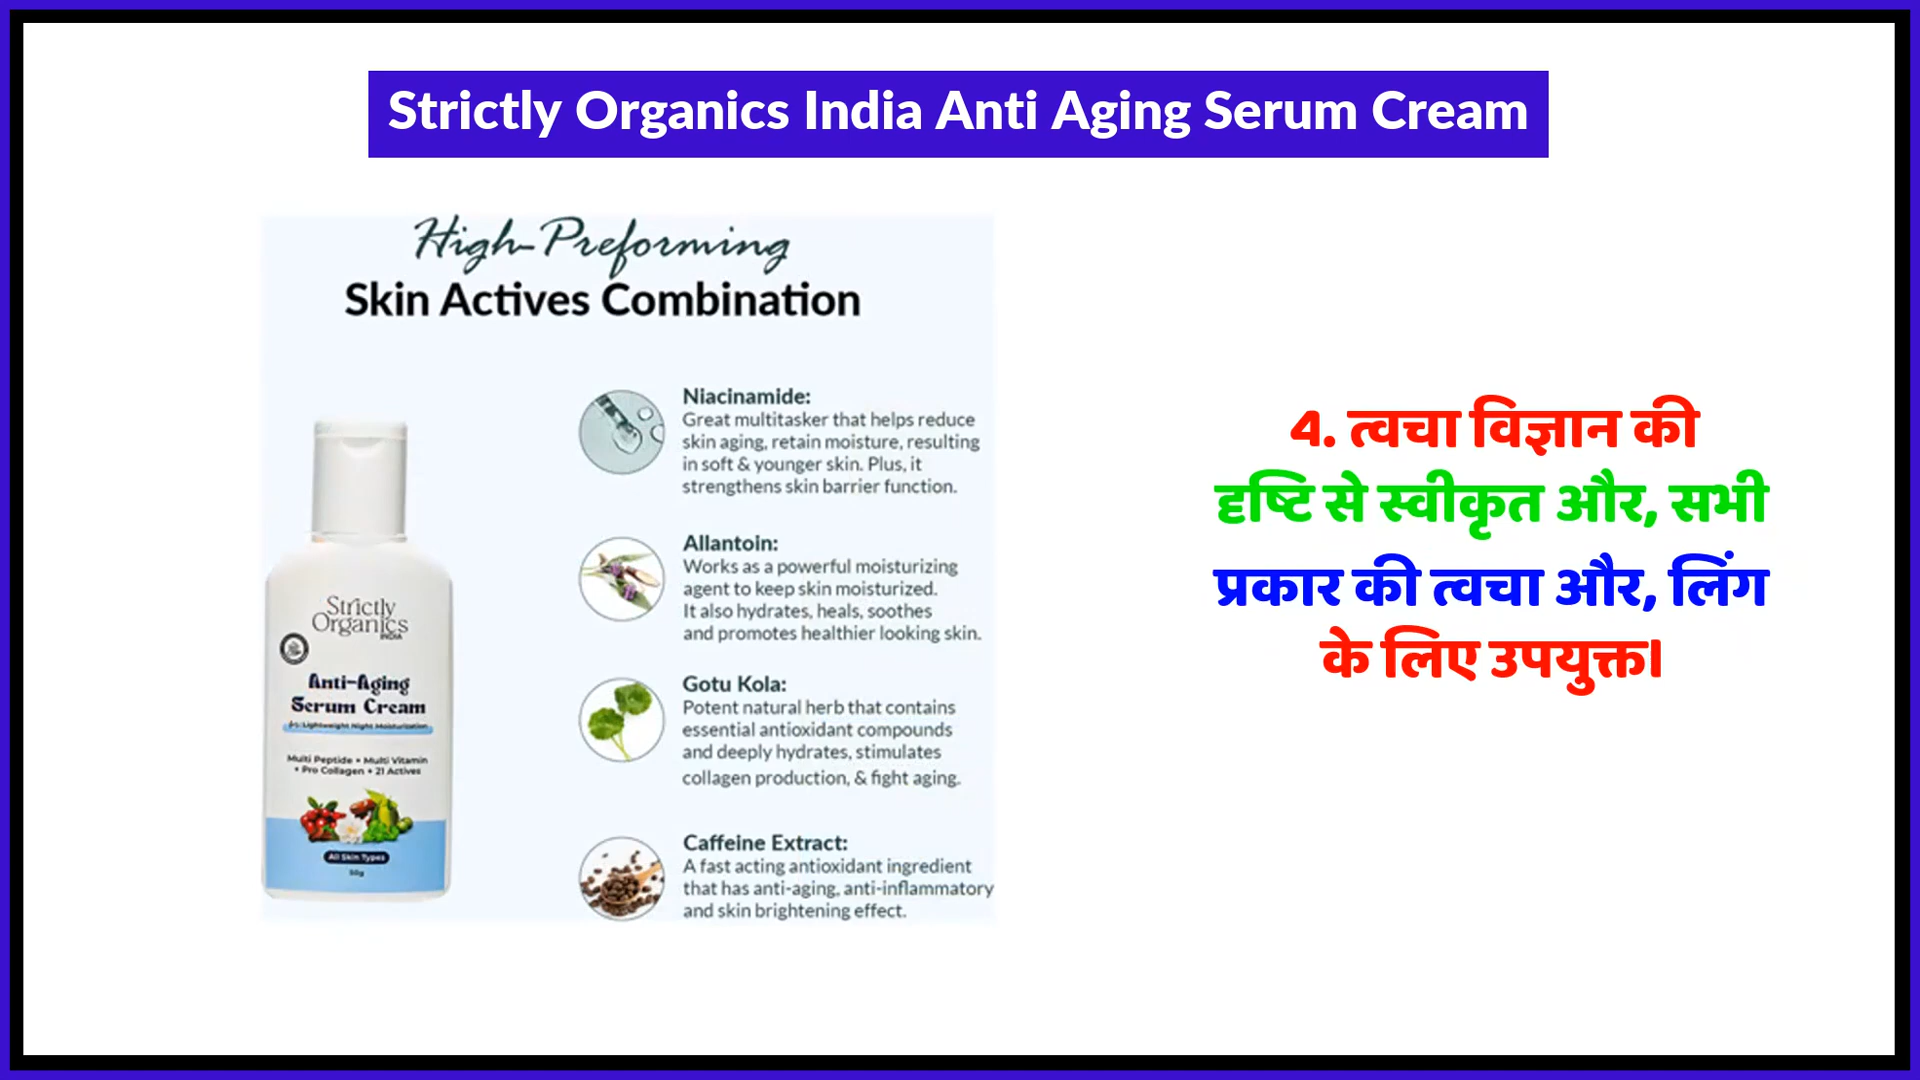 Strictly Organics India Anti Aging Serum Cream
High-Preforming
Skin Actives Combination
Niacinamide:
Great multitasker that helps reduce
skin aging, retain moisture, resulting
in soft & younger skin. Plus, it
strengthens skin barrier function.
Allantoin:
Works as a powerful moisturizing
agent to keep skin moisturized.
It also hydrates, heals, soothes
and promotes healthier looking skin.
Gotu Kola:
Potent natural herb that contains
essential antioxidant compounds
and deeply hydrates, stimulates
collagen production, & fight aging.
Caffeine Extract:
A fast acting antioxidant ingredient
that has anti-aging, anti-inflammatory
and skin brightening effect.
Strictly
Organics
INDIA
Anti-Aging
Serum Cream
Lightweight Night Moisturization
Multi Peptide + Multi Vitamin
+ Pro Collagen + 21 Actives
All Skin Types
50g
4. त्वचा विज्ञान की
दृष्टि से स्वीकृत और, सभी
प्रकार की त्वचा और, लिंग
के लिए उपयुक्त।